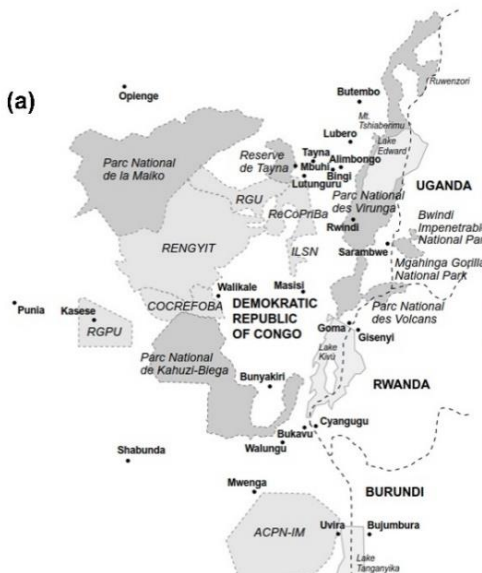 (a)
Opienge
Butembo
Ruwenzori
Mt.
Tshiaberimu
Lubero
Lake
Edward
Parc National
de la Maiko
Reserve
de Tayna
Tayna
Mbuhi
Alimbongo
Bingi
Lutunguru
UGANDA
Parc National
des Virunga
RGU
ReCoPriBa
Rwindi
Bwindi
Impenetrable
National Park
RENGYIT
ILSN
Sarambwe
Mgahinga Gorilla
National Park
Walikale
Masisi
Punia
Kasese
COCREFOBA
DEMOKRATIC
REPUBLIC
OF CONGO
Parc National
des Volcans
RGPU
Goma
Gisenyi
Parc National
de Kahuzi-Biega
Lake
Kivu
Bunyakiri
RWANDA
Cyangugu
Bukavu
Walungu
Shabunda
Mwenga
BURUNDI
ACPN-IM
Uvira
Bujumbura
Lake
Tanganyika